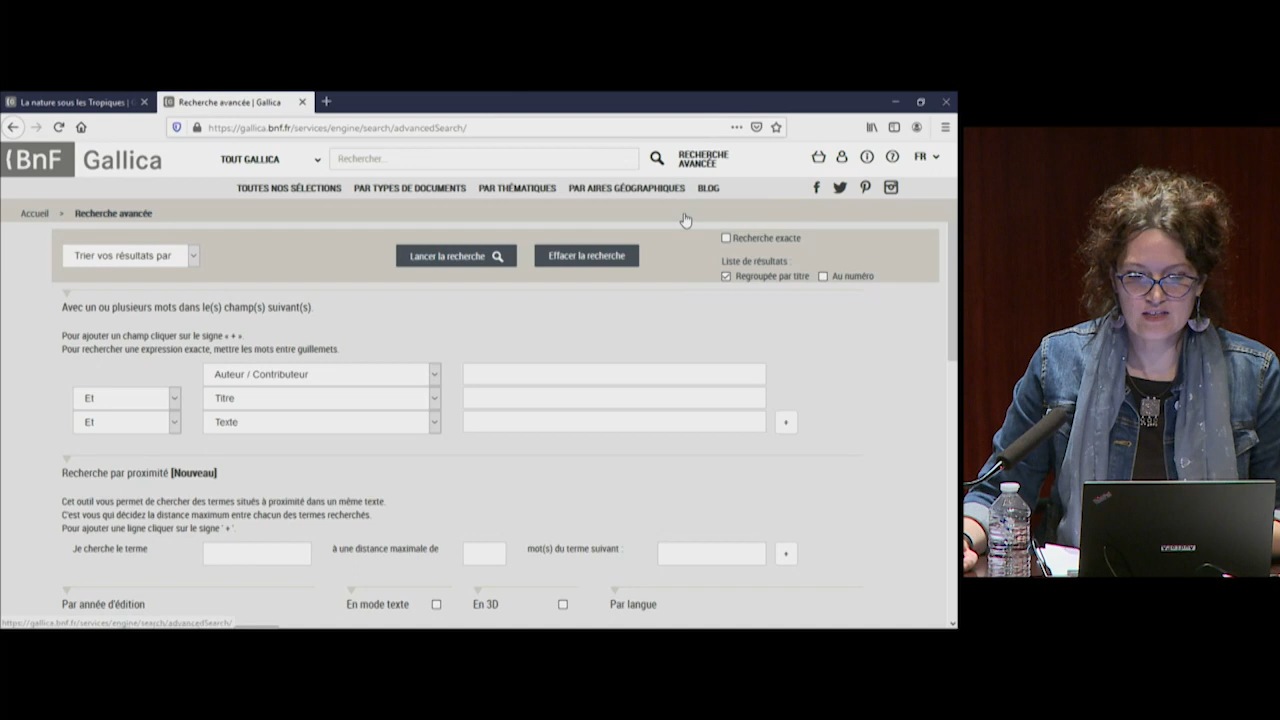 La nature sous les Tropiques |
Recherche avancée | Gallica
https://gallica.bnf.fr/services/engine/search/advancedSearch/
BnF Gallica
TOUT GALLICA
Rechercher...
RECHERCHE AVANCÉE
FR
TOUTES NOS SÉLECTIONS
PAR TYPES DE DOCUMENTS
PAR THÉMATIQUES
PAR AIRES GÉOGRAPHIQUES
BLOG
Accueil > Recherche avancée
Trier vos résultats par
Lancer la recherche
Effacer la recherche
Recherche exacte
Liste de résultats :
Regroupée par titre
Au numéro
Avec un ou plusieurs mots dans le(s) champ(s) suivant(s).
Pour ajouter un champ cliquer sur le signe « + ».
Pour rechercher une expression exacte, mettre les mots entre guillemets.
Auteur / Contributeur
Et Titre
Et Texte
+
Recherche par proximité [Nouveau]
Cet outil vous permet de chercher des termes situés à proximité dans un même texte.
C'est vous qui décidez la distance maximum entre chacun des termes recherchés.
Pour ajouter une ligne cliquer sur le signe ' + '.
Je cherche le terme
à une distance maximale de
mot(s) du terme suivant :
+
Par année d'édition
En mode texte
En 3D
Par langue
https://gallica.bnf.fr/services/engine/search/advancedSearch/